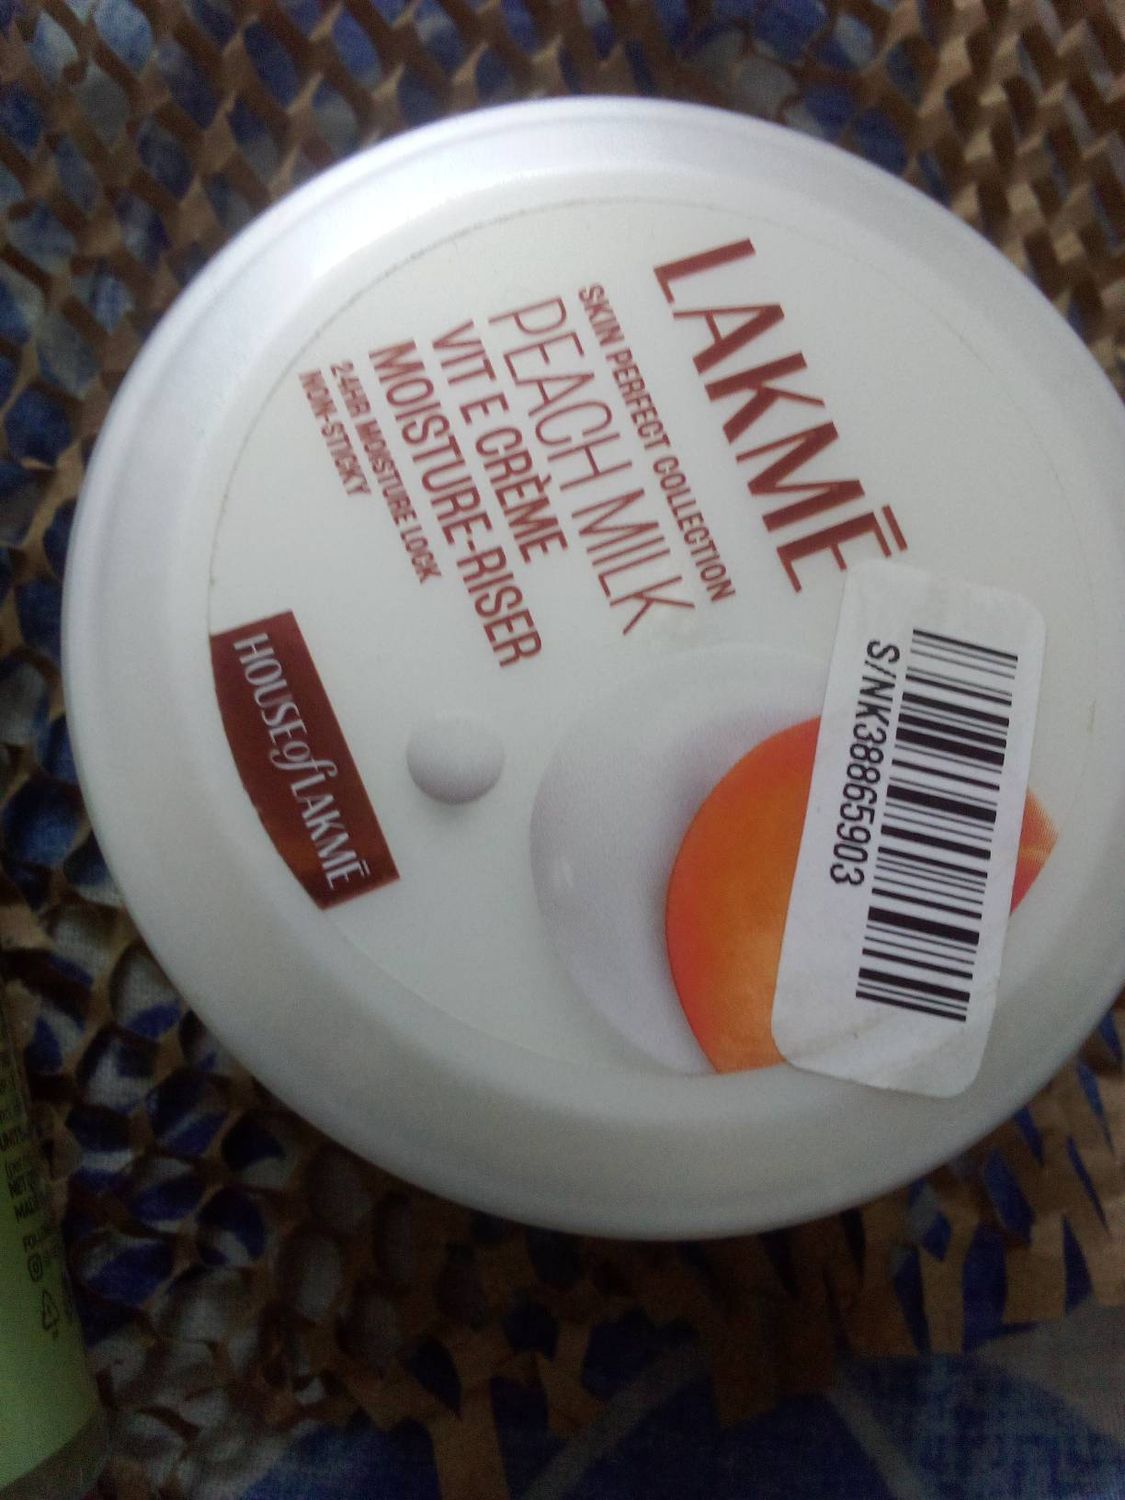 LAKMĒ
SKIN PERFECT COLLECTION
PEACH MILK
VIT E CRÈME
MOISTURE-RISER
24HR MOISTURE LOCK
NON-STICKY
HOUSE of LAKMĒ
S/NK38865903